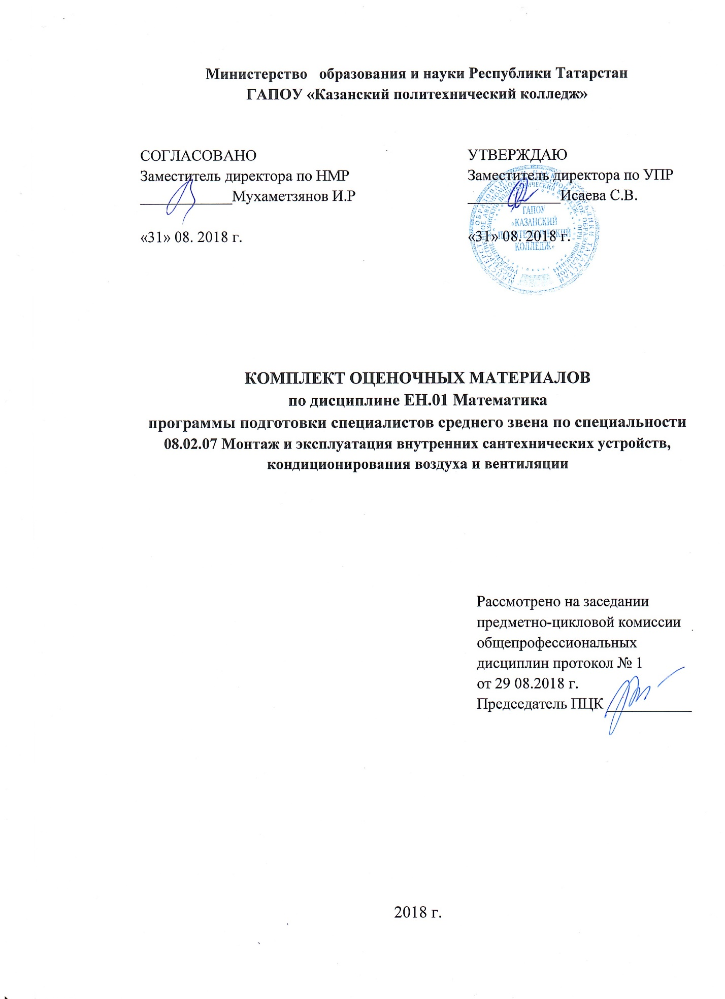 Министерство образования и науки Республики Татарстан
ГАПОУ «Казанский политехнический колледж»
СОГЛАСОВАНО
Заместитель директора по НМР
____________Мухаметзянов И.Р
«31» 08. 2018 г.
УТВЕРЖДАЮ
Заместитель директора по УПР
____________Исаева С.В.
«31» 08. 2018 г.
ГАПОУ
«КАЗАНСКИЙ
ПОЛИТЕХНИЧЕСКИЙ
КОЛЛЕДЖ»
КОМПЛЕКТ ОЦЕНОЧНЫХ МАТЕРИАЛОВ
по дисциплине ЕН.01 Математика
программы подготовки специалистов среднего звена по специальности
08.02.07 Монтаж и эксплуатация внутренних сантехнических устройств,
кондиционирования воздуха и вентиляции
Рассмотрено на заседании
предметно-цикловой комиссии
общепрофессиональных
дисциплин протокол № 1
от 29 08.2018 г.
Председатель ПЦК ___________
2018 г.